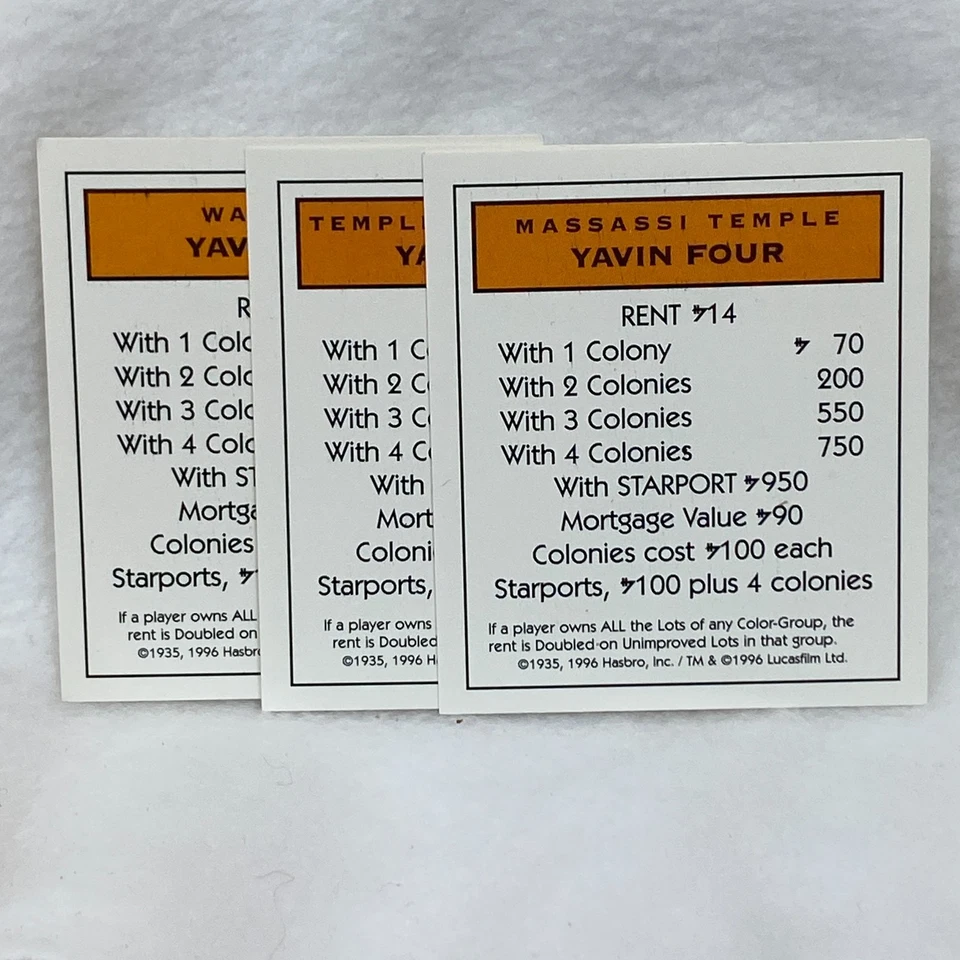 WA
YAV
R
With 1 Colo
With 2 Colo
With 3 Colo
With 4 Colo
With ST
Mortga
Colonies
Starports,
If a player owns ALL
rent is Doubled on
©1935, 1996 Hasbro
TEMPL
YA
With 1 C
With 2 C
With 3 C
With 4 C
With
Mort
Coloni
Starports,
If a player owns
rent is Doubled
©1935, 1996 H
MASSASSI TEMPLE
YAVIN FOUR
RENT 14
With 1 Colony 70
With 2 Colonies 200
With 3 Colonies 550
With 4 Colonies 750
With STARPORT 950
Mortgage Value 90
Colonies cost 100 each
Starports, 100 plus 4 colonies
If a player owns ALL the Lots of any Color-Group, the
rent is Doubled on Unimproved Lots in that group.
©1935, 1996 Hasbro, Inc. / TM & ©1996 Lucasfilm Ltd.